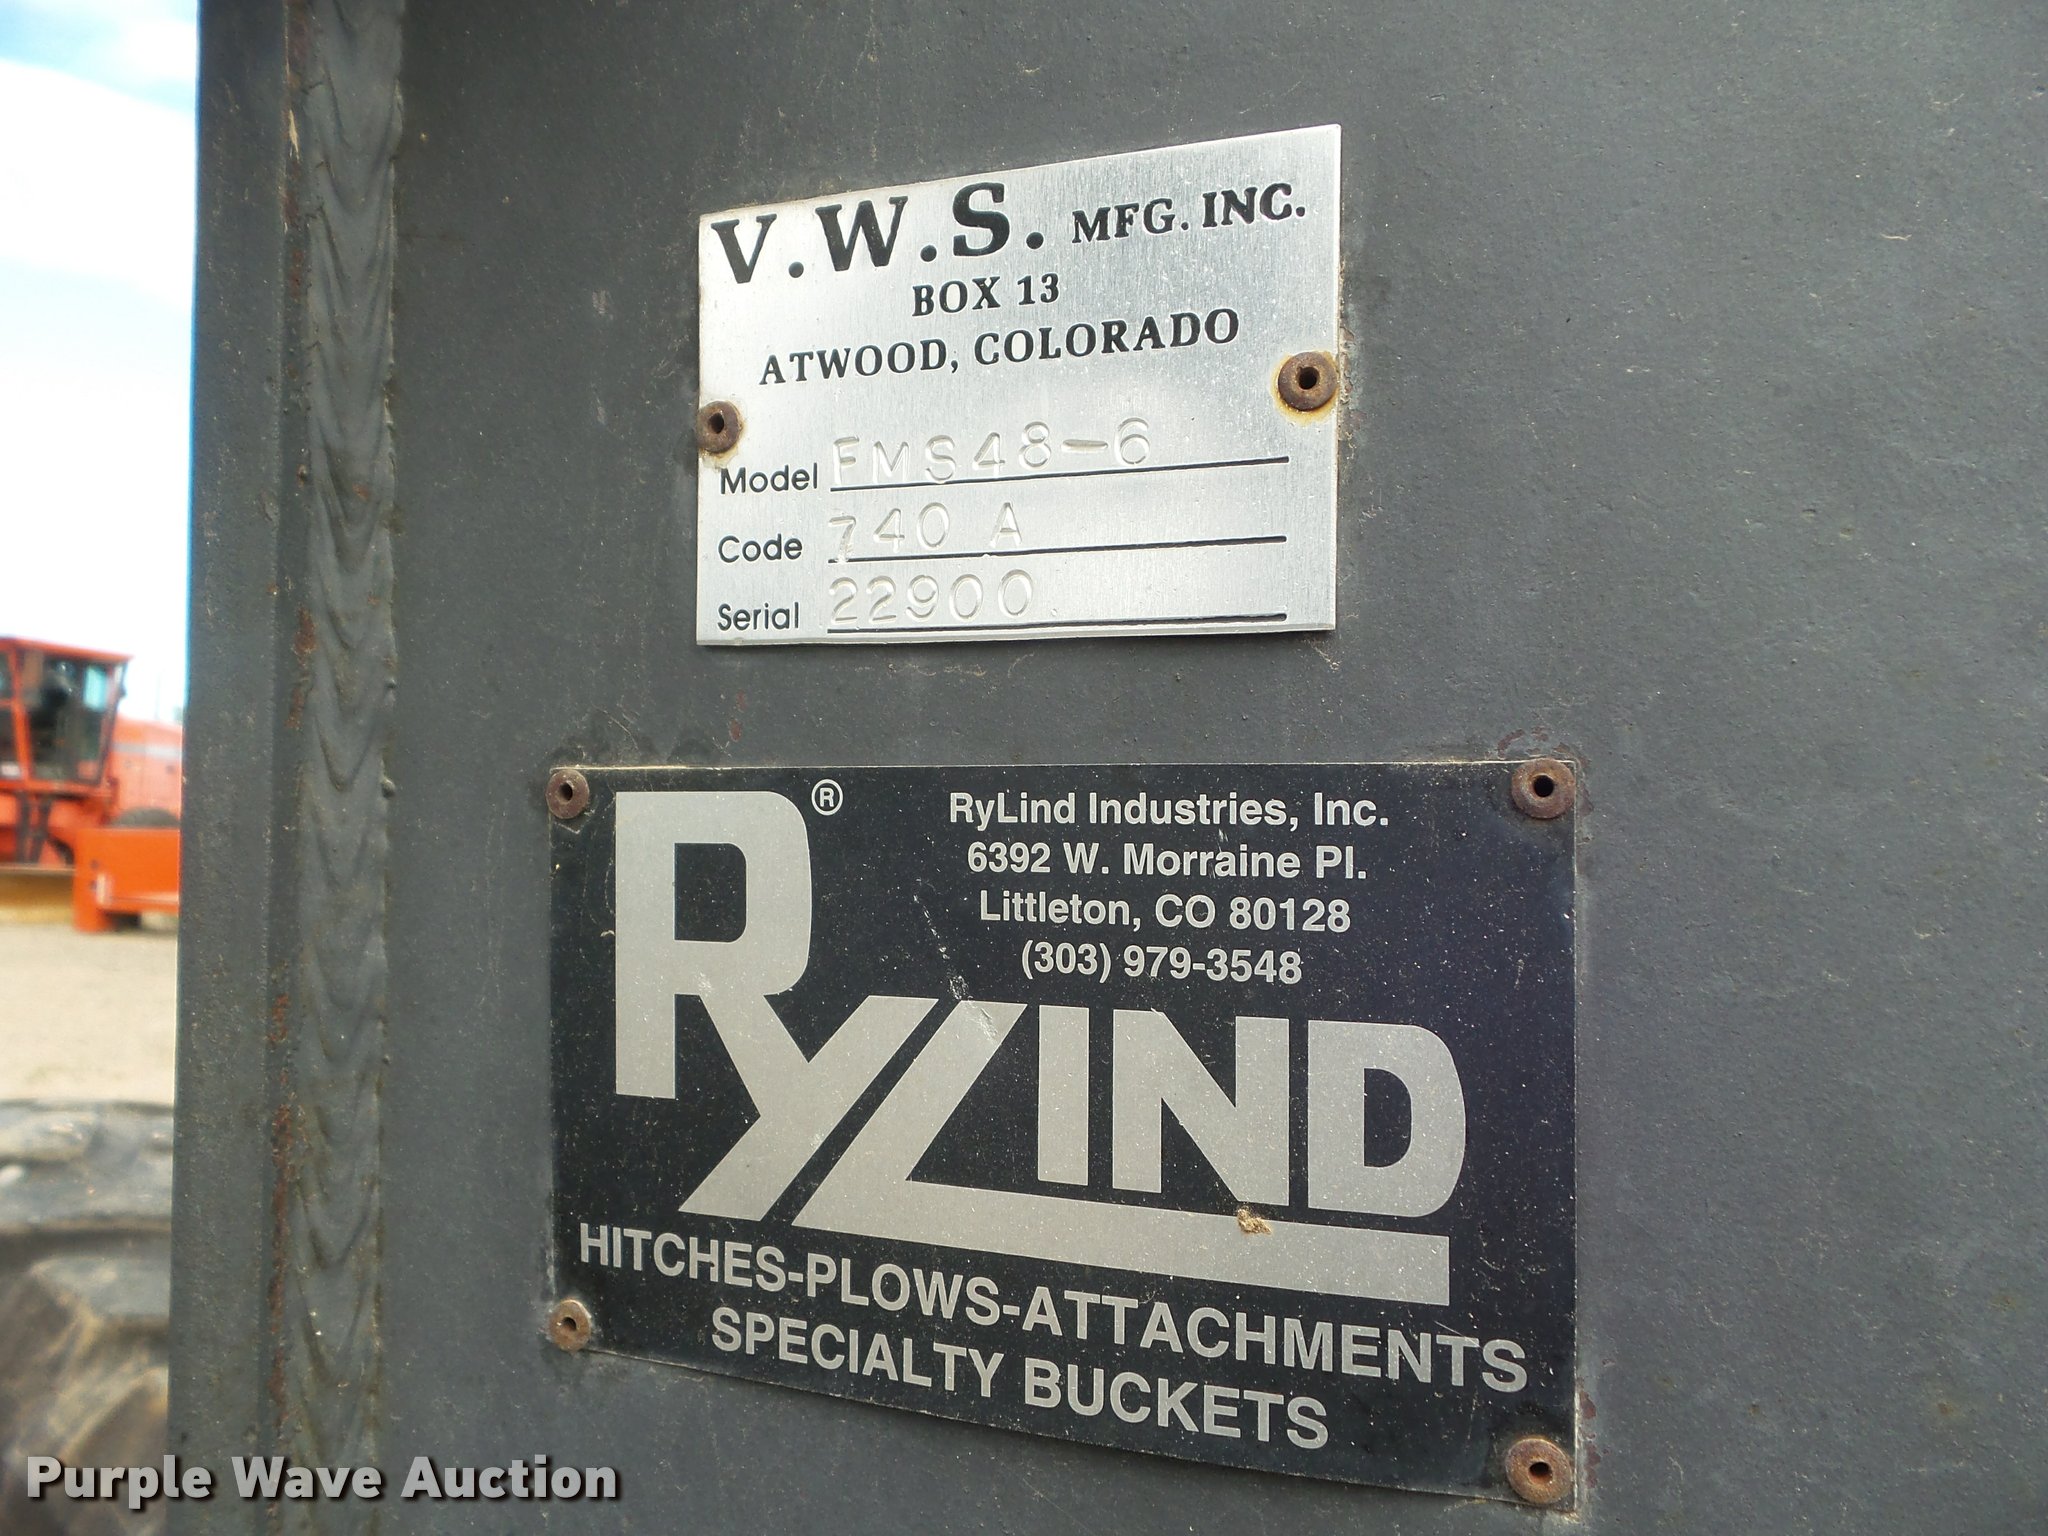 V.W.S. MFG. INC.
BOX 13
ATWOOD, COLORADO
Model FMS48-6
Code 740 A
Serial 22900
®
RyLind Industries, Inc.
6392 W. Morraine Pl.
Littleton, CO 80128
(303) 979-3548
RYLIND
HITCHES-PLOWS-ATTACHMENTS
SPECIALTY BUCKETS
Purple Wave Auction